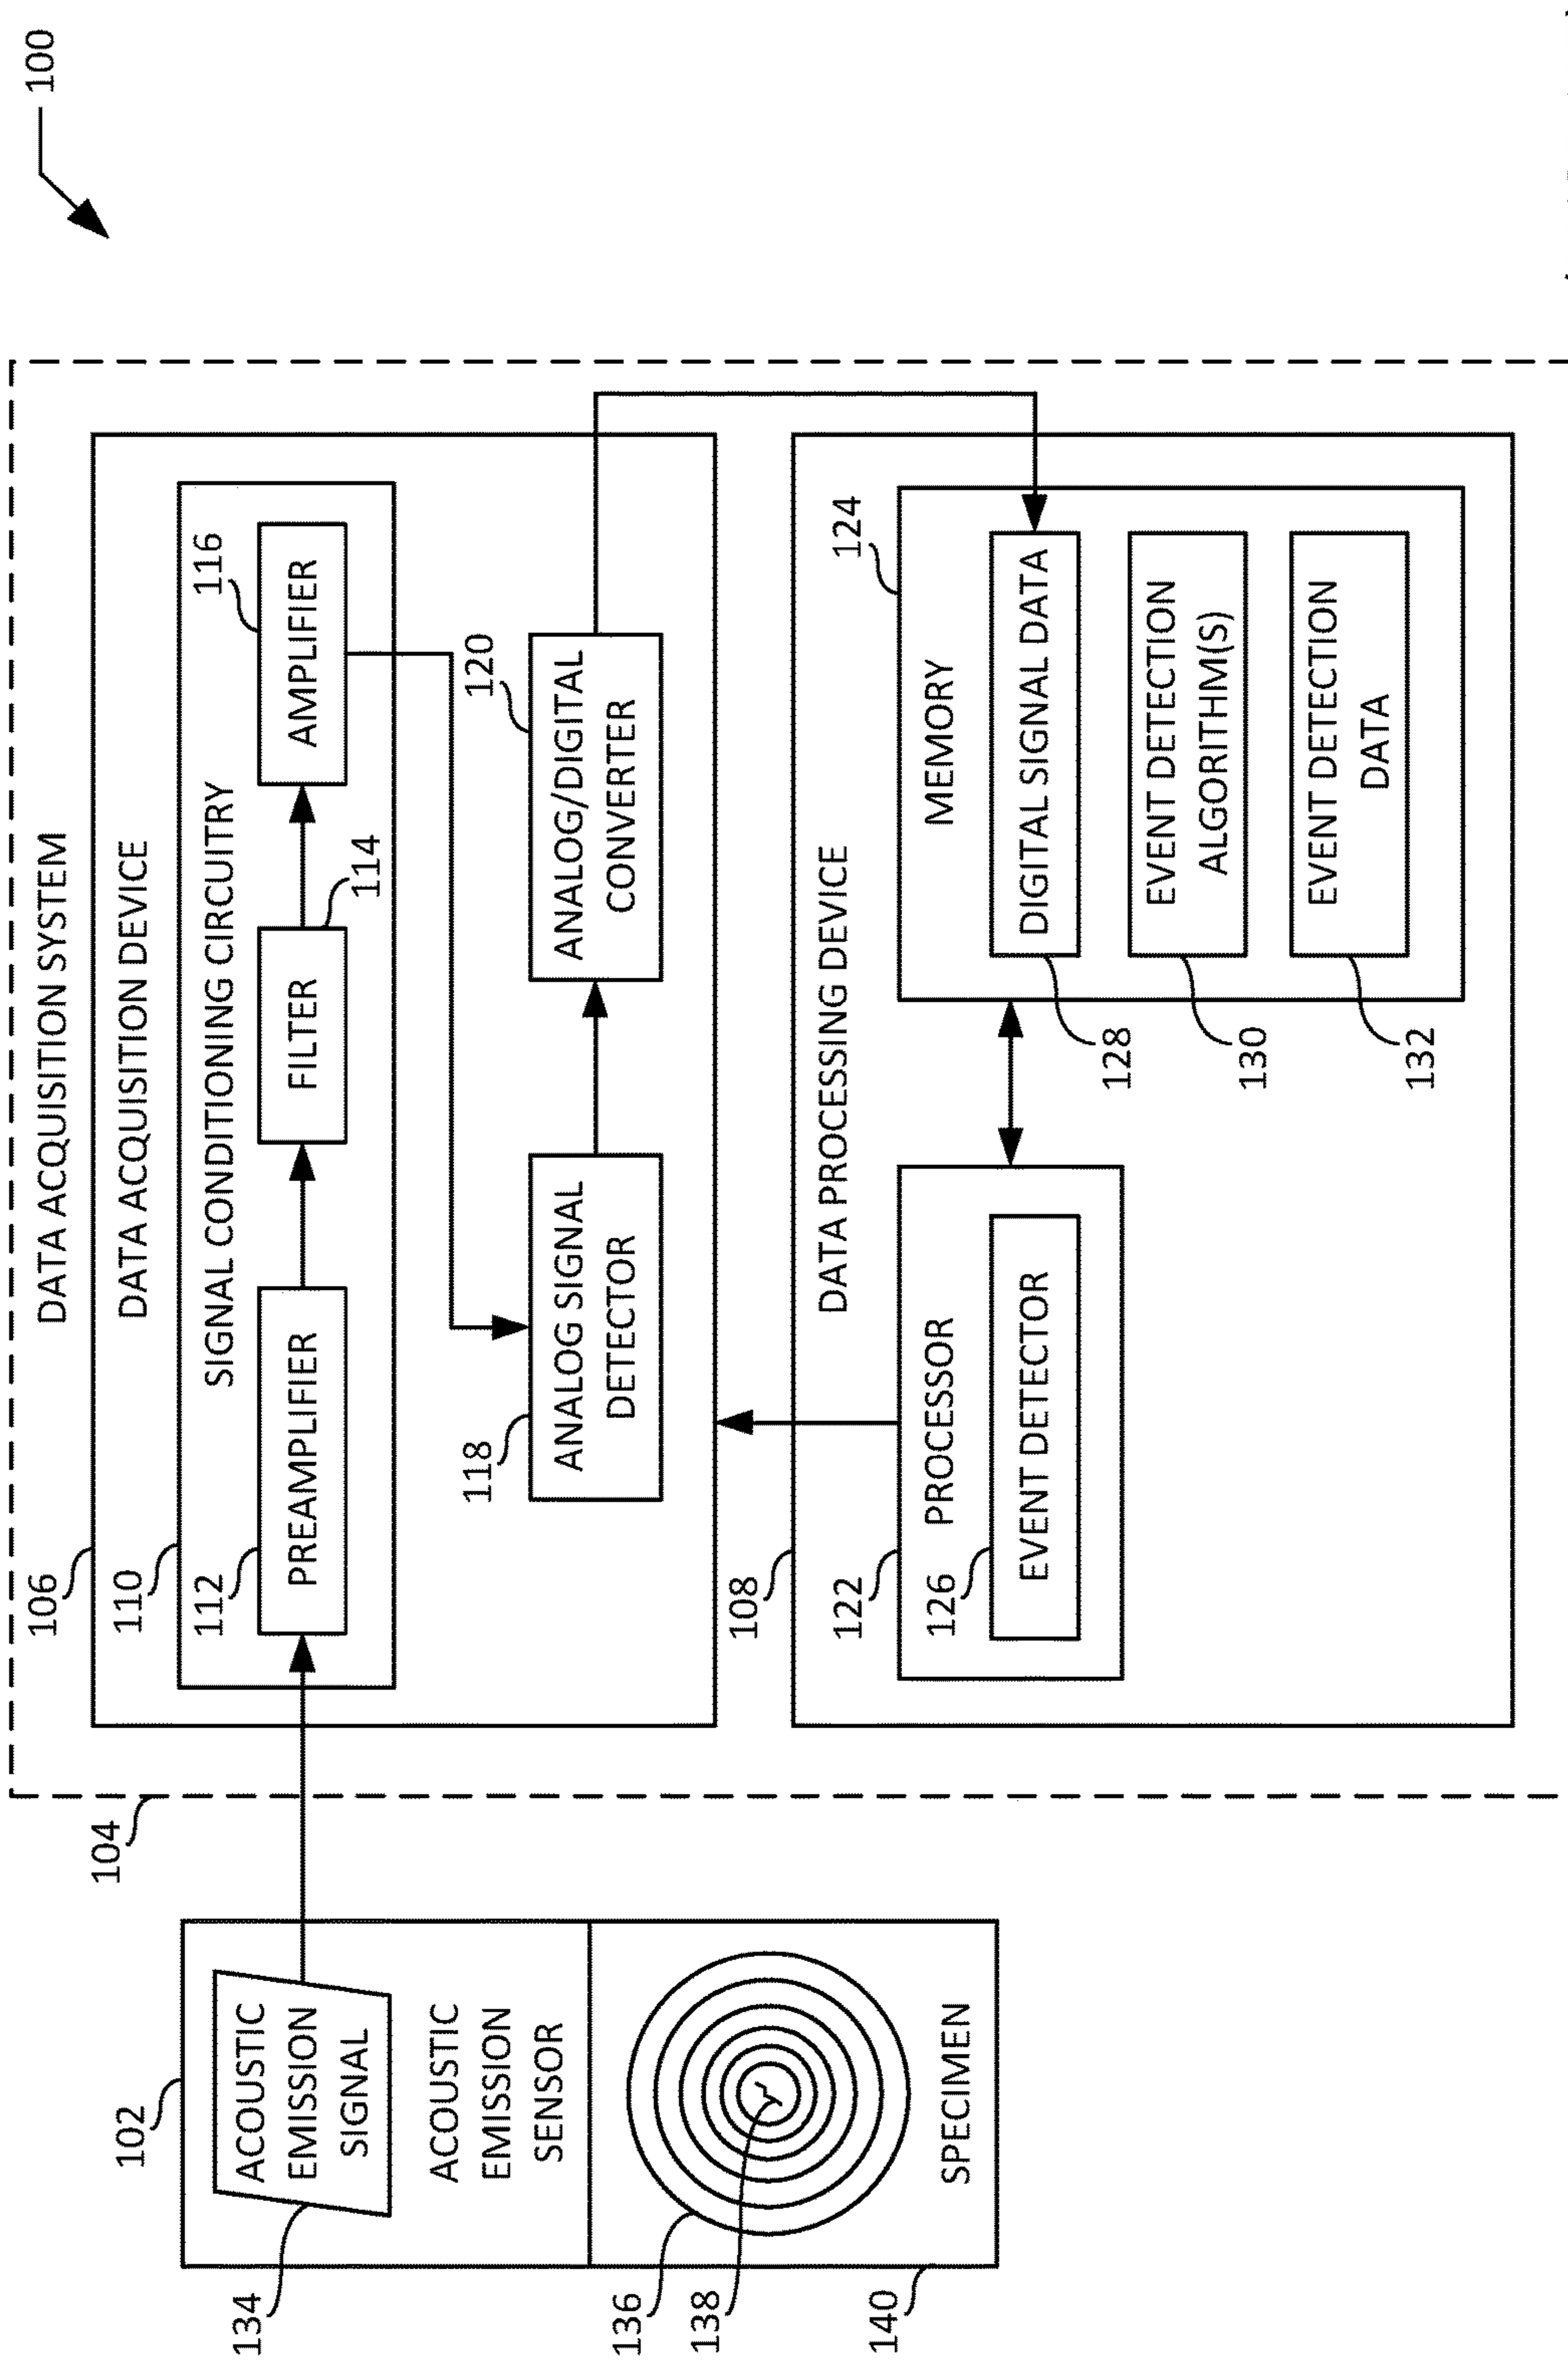 100
DATA ACQUISITION SYSTEM
106
DATA ACQUISITION DEVICE
110
SIGNAL CONDITIONING CIRCUITRY
112
PREAMPLIFIER
FILTER
114
116
AMPLIFIER
118
ANALOG SIGNAL
DETECTOR
120
ANALOG/DIGITAL
CONVERTER
104
102
ACOUSTIC
EMISSION
SIGNAL
134
ACOUSTIC
EMISSION
SENSOR
136
138
SPECIMEN
140
108
DATA PROCESSING DEVICE
122
PROCESSOR
126
EVENT DETECTOR
124
MEMORY
DIGITAL SIGNAL DATA
128
EVENT DETECTION
ALGORITHM(S)
130
EVENT DETECTION
DATA
132